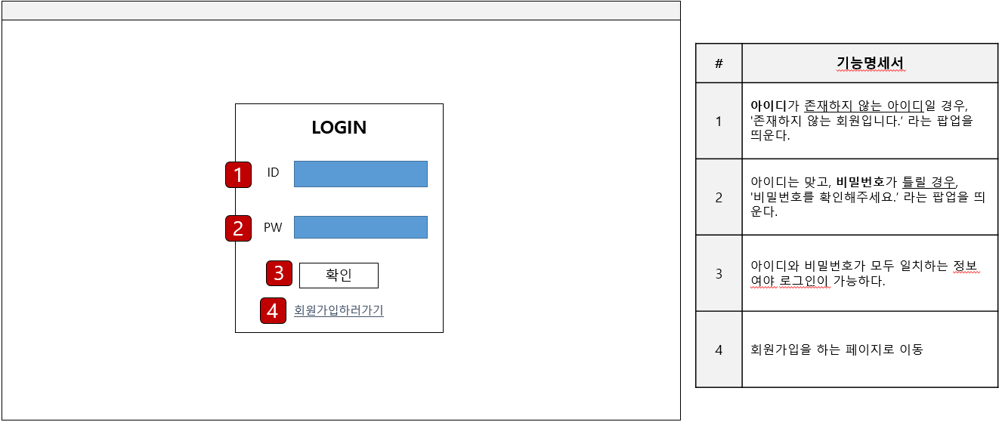 LOGIN
1 ID
2 PW
3 확인
4 회원가입하러가기
# 기능명세서
1 아이디가 존재하지 않는 아이디일 경우,
'존재하지 않는 회원입니다.’ 라는 팝업을
띄운다.
2 아이디는 맞고, 비밀번호가 틀릴 경우,
'비밀번호를 확인해주세요.’ 라는 팝업을 띄
운다.
3 아이디와 비밀번호가 모두 일치하는 정보
여야 로그인이 가능하다.
4 회원가입을 하는 페이지로 이동